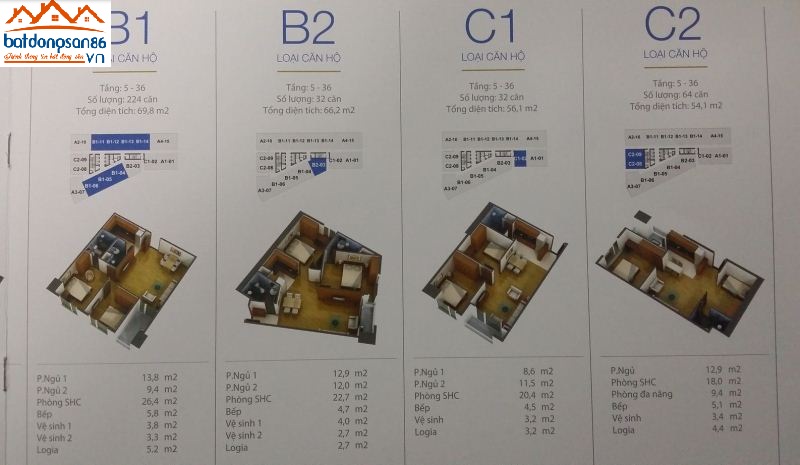 batdongsan86
.vn
Kênh thông tin bất động sản
B1
LOẠI CĂN HỘ
Tầng: 5 - 36
Số lượng: 224 căn
Tổng diện tích: 69,8 m2
A2-10 B1-11 B1-12 B1-13 B1-14 A4-15
C2-09
C2-08
C1-02 A1-01
B2-03
B1-04
B1-05
B1-06
A3-07
P.Ngủ 1 13,8 m2
P.Ngủ 2 9,4 m2
Phòng SHC 26,4 m2
Bếp 5,8 m2
Vệ sinh 1 3,8 m2
Vệ sinh 2 3,3 m2
Logia 5.2 m2
B2
LOẠI CĂN HỘ
Tầng: 5 - 36
Số lượng: 32 căn
Tổng diện tích: 66,2 m2
A2-10 B1-11 B1-12 B1-13 B1-14 A4-15
C2-09
C2-08
C1-02 A1-01
B2-03
B1-04
B1-05
B1-06
A3-07
P.Ngủ 1 12,9 m2
P.Ngủ 2 12,0 m2
Phòng SHC 22,7 m2
Bếp 4,7 m2
Vệ sinh 1 4,0 m2
Vệ sinh 2 2,7 m2
Logia 2,7 m2
C1
LOẠI CĂN HỘ
Tầng: 5 - 36
Số lượng: 32 căn
Tổng diện tích: 56,1 m2
A2-10 B1-11 B1-12 B1-13 B1-14 A4-15
C2-09
C2-08
C1-02 A1-01
B2-03
B1-04
B1-05
B1-06
A3-07
P.Ngủ 1 8,6 m2
P.Ngủ 2 11,5 m2
Phòng SHC 20,4 m2
Bếp 4,5 m2
Vệ sinh 3,2 m2
Logia 3,2 m2
C2
LOẠI CĂN HỘ
Tầng: 5 - 36
Số lượng: 64 căn
Tổng diện tích: 54,1 m2
A2-10 B1-11 B1-12 B1-13 B1-14 A4-15
C2-09
C2-08
C1-02 A1-01
B2-03
B1-04
B1-05
B1-06
A3-07
P.Ngủ 12,9 m2
Phòng SHC 18,0 m2
Phòng đa năng 9,4 m2
Bếp 5,1 m2
Vệ sinh 3,4 m2
Logia 4,4 m2